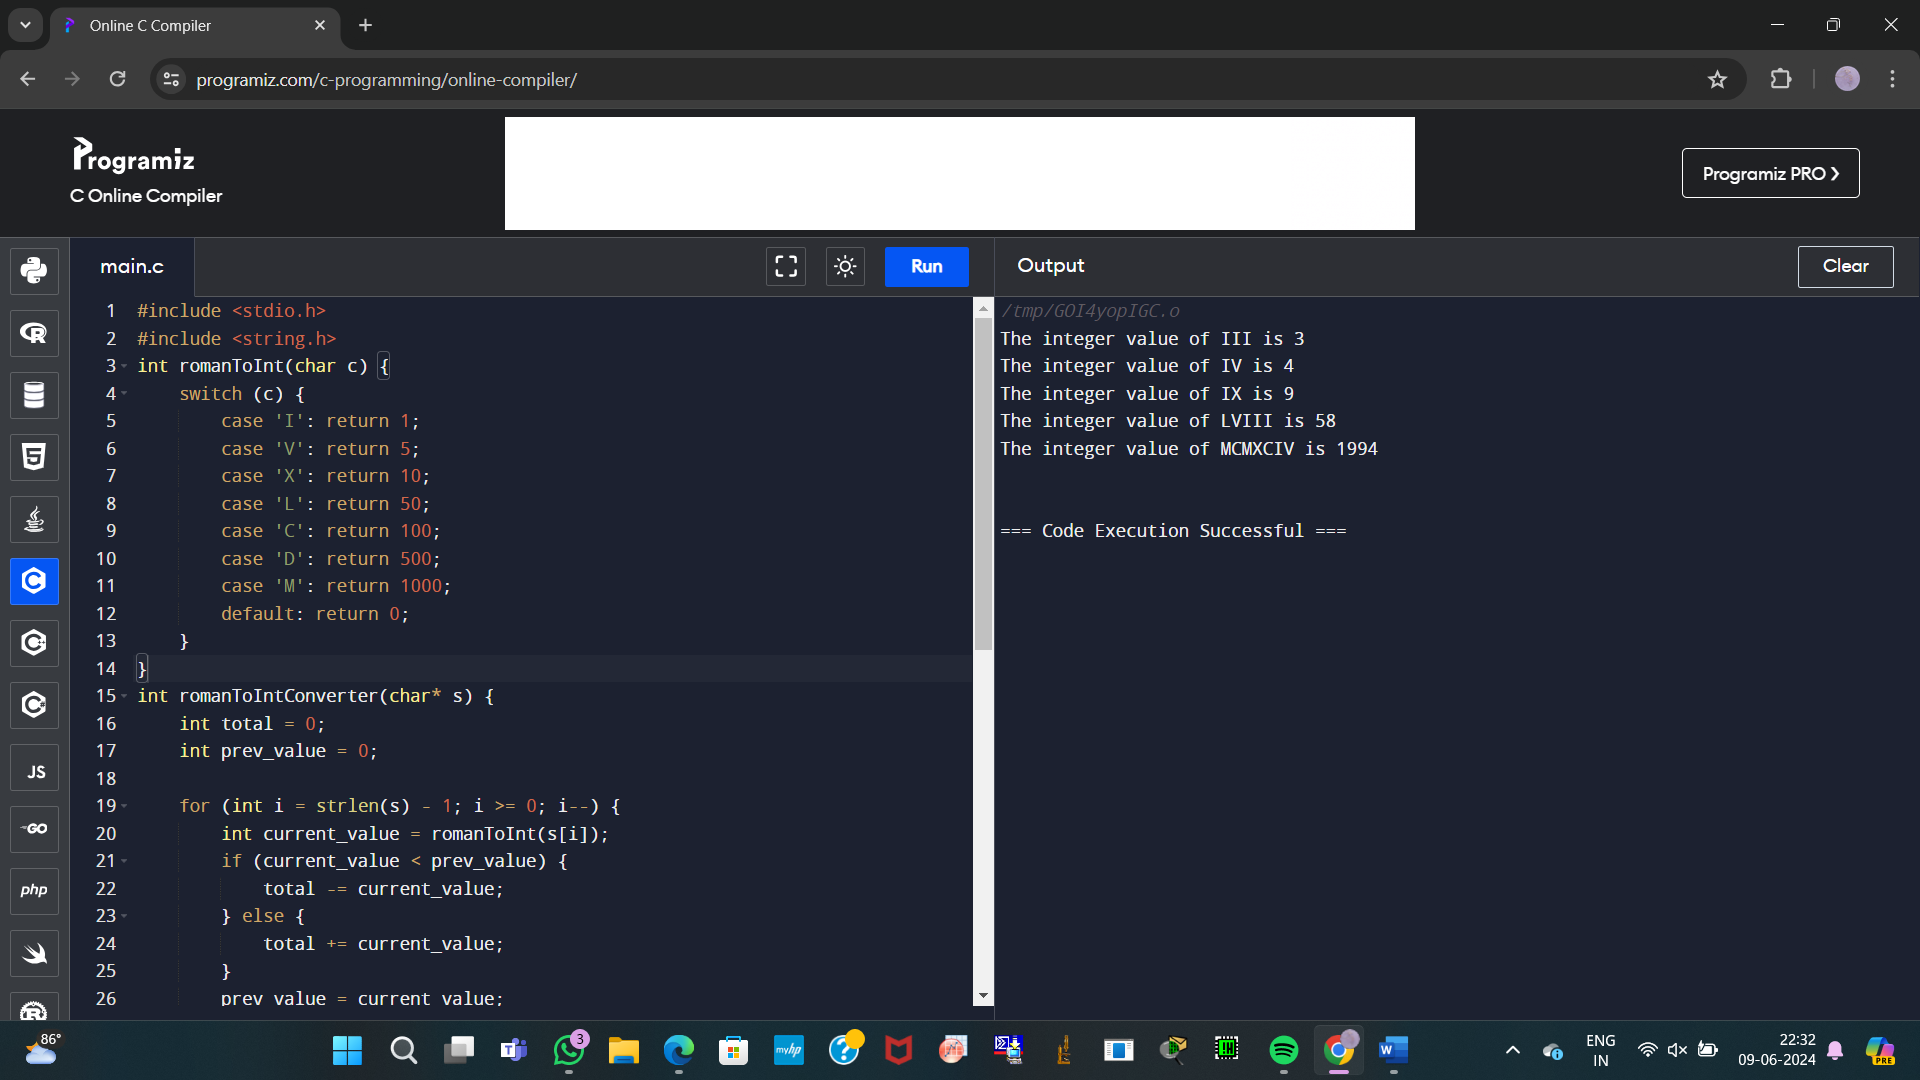 Online C Compiler
programiz.com/c-programming/online-compiler/
Programiz
C Online Compiler
Programiz PRO
main.c
Run
Output
Clear
1 #include <stdio.h>
2 #include <string.h>
3 int romanToInt(char c) {
4 switch (c) {
5 case 'I': return 1;
6 case 'V': return 5;
7 case 'X': return 10;
8 case 'L': return 50;
9 case 'C': return 100;
10 case 'D': return 500;
11 case 'M': return 1000;
12 default: return 0;
13 }
14 }
15 int romanToIntConverter(char* s) {
16 int total = 0;
17 int prev_value = 0;
18
19 for (int i = strlen(s) - 1; i >= 0; i--) {
20 int current_value = romanToInt(s[i]);
21 if (current_value < prev_value) {
22 total -= current_value;
23 } else {
24 total += current_value;
25 }
26 prev_value = current_value;
/tmp/GOI4yopIGC.o
The integer value of III is 3
The integer value of IV is 4
The integer value of IX is 9
The integer value of LVIII is 58
The integer value of MCMXCIV is 1994
=== Code Execution Successful ===
JS
GO
php
86°
3
myhp
ENG
IN
22:32
09-06-2024
PRE